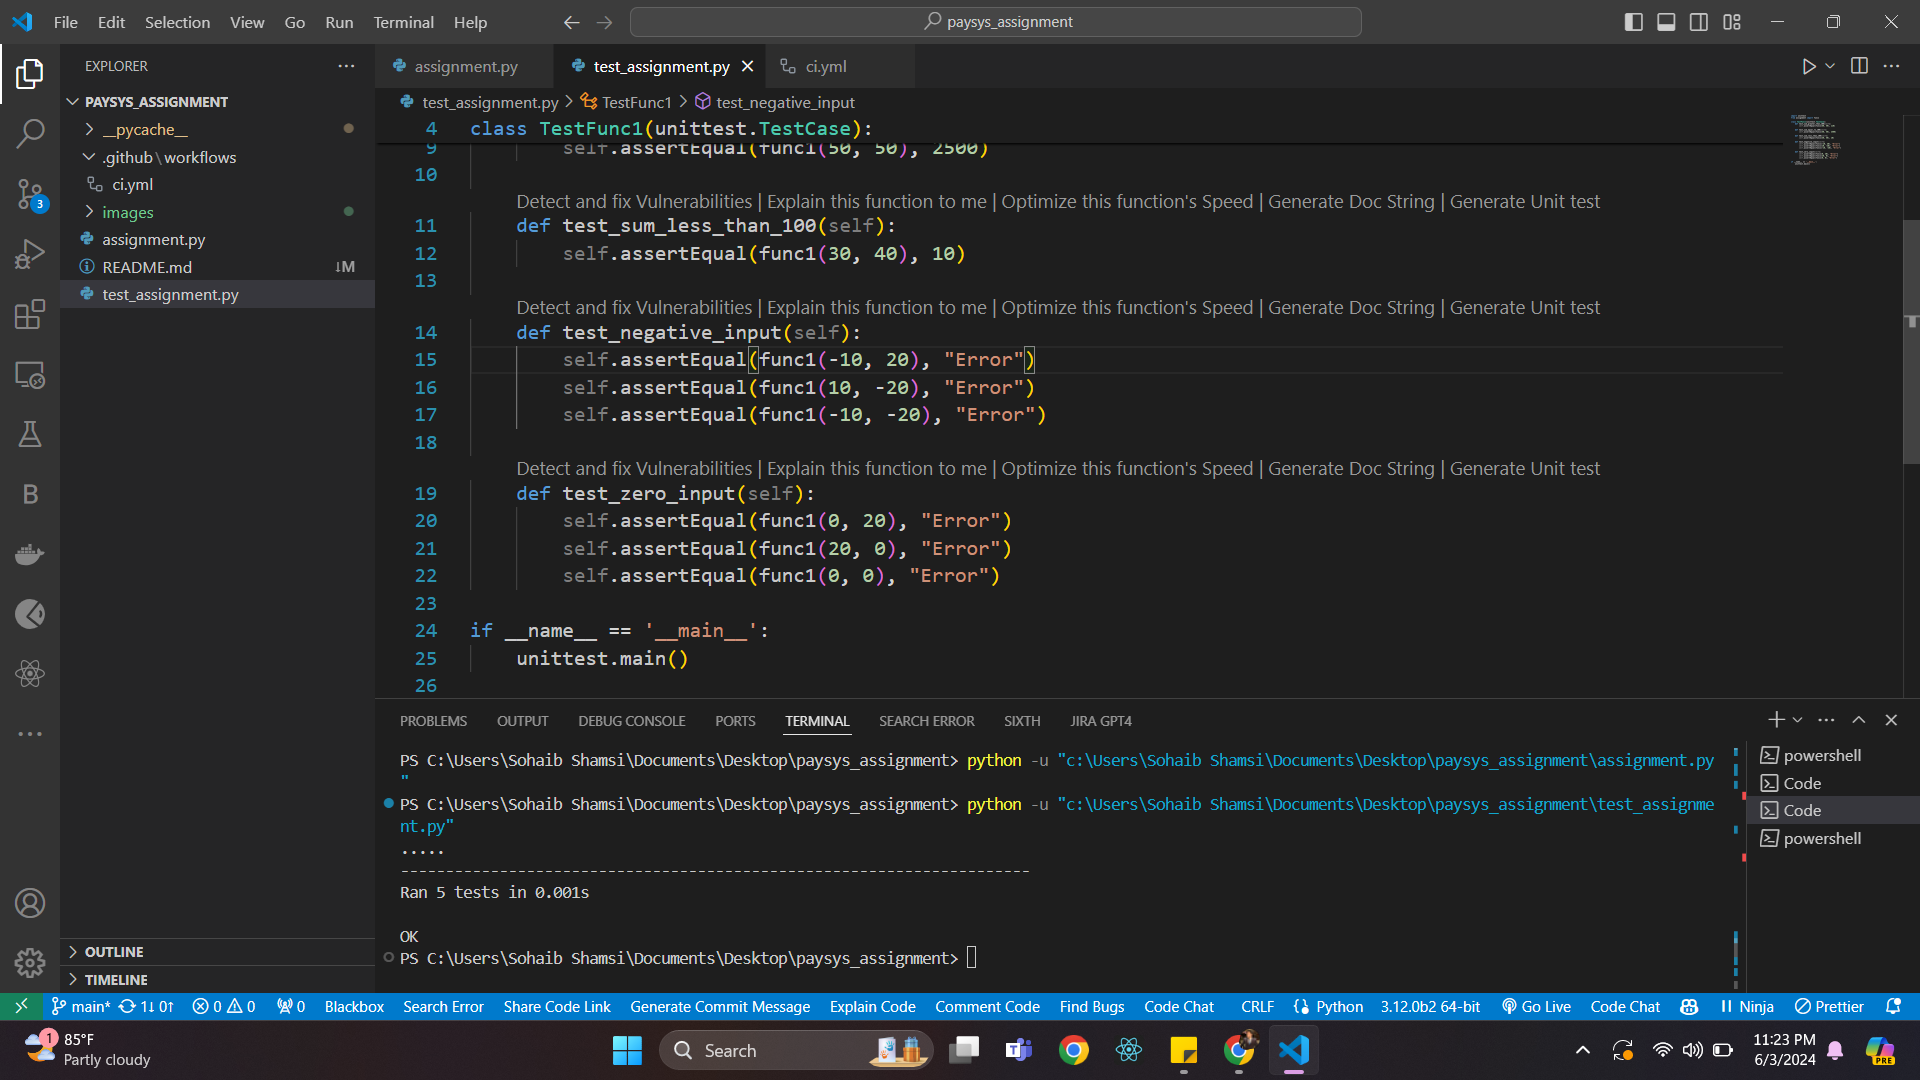 File Edit Selection View Go Run Terminal Help
paysys_assignment
EXPLORER
PAYSYS_ASSIGNMENT
__pycache__
.github\workflows
ci.yml
images
assignment.py
README.md ↓M
test_assignment.py
OUTLINE
TIMELINE
3
B
assignment.py test_assignment.py ci.yml
test_assignment.py > TestFunc1 > test_negative_input
4 class TestFunc1(unittest.TestCase):
9 self.assertEqual(func1(50, 50), 2500)
10
Detect and fix Vulnerabilities | Explain this function to me | Optimize this function's Speed | Generate Doc String | Generate Unit test
11 def test_sum_less_than_100(self):
12 self.assertEqual(func1(30, 40), 10)
13
Detect and fix Vulnerabilities | Explain this function to me | Optimize this function's Speed | Generate Doc String | Generate Unit test
14 def test_negative_input(self):
15 self.assertEqual(func1(-10, 20), "Error")
16 self.assertEqual(func1(10, -20), "Error")
17 self.assertEqual(func1(-10, -20), "Error")
18
Detect and fix Vulnerabilities | Explain this function to me | Optimize this function's Speed | Generate Doc String | Generate Unit test
19 def test_zero_input(self):
20 self.assertEqual(func1(0, 20), "Error")
21 self.assertEqual(func1(20, 0), "Error")
22 self.assertEqual(func1(0, 0), "Error")
23
24 if __name__ == '__main__':
25 unittest.main()
26
PROBLEMS OUTPUT DEBUG CONSOLE PORTS TERMINAL SEARCH ERROR SIXTH JIRA GPT4
PS C:\Users\Sohaib Shamsi\Documents\Desktop\paysys_assignment> python -u "c:\Users\Sohaib Shamsi\Documents\Desktop\paysys_assignment\assignment.py
"
PS C:\Users\Sohaib Shamsi\Documents\Desktop\paysys_assignment> python -u "c:\Users\Sohaib Shamsi\Documents\Desktop\paysys_assignment\test_assignme
nt.py"
.....
----------------------------------------------------------------------
Ran 5 tests in 0.001s
OK
PS C:\Users\Sohaib Shamsi\Documents\Desktop\paysys_assignment>
powershell
Code
Code
powershell
main* 1↓ 0↑ 0 0 0 Blackbox Search Error Share Code Link Generate Commit Message Explain Code Comment Code Find Bugs Code Chat CRLF {} Python 3.12.0b2 64-bit Go Live Code Chat Ninja Prettier
1
85°F
Partly cloudy
Search
11:23 PM
6/3/2024
PRE